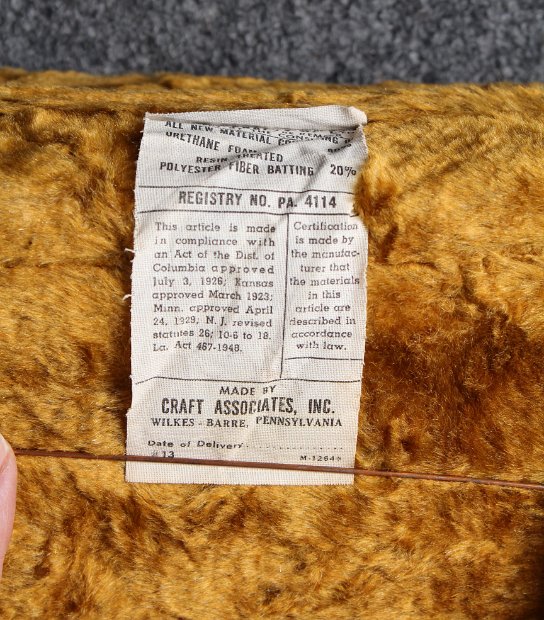 ALL NEW MATERIAL
URETHANE FOAM
RESIN TREATED
POLYESTER FIBER BATTING 20%
REGISTRY NO. PA. 4114
This article is made
in compliance with
an Act of the Dist. of
Columbia approved
July 3, 1926; Kansas
approved March 1923;
Minn. approved April
24, 1929; N. J. revised
statutes 26; 10-6 to 18.
La. Act 467-1948.
Certification
is made by
the manufac-
turer that
the materials
in this
article are
described in
accordance
with law.
MADE BY
CRAFT ASSOCIATES, INC.
WILKES - BARRE, PENNSYLVANIA
Date of Delivery